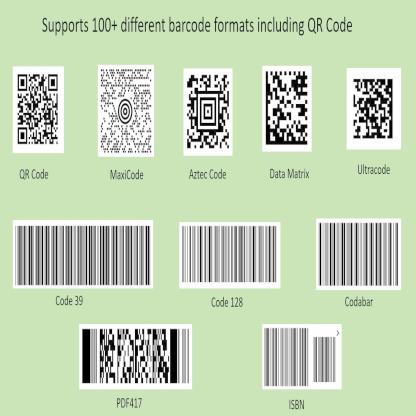 Supports 100+ different barcode formats including QR Code
QR Code
MaxiCode
Aztec Code
Data Matrix
Ultracode
Code 39
Code 128
Codabar
>
PDF417
ISBN